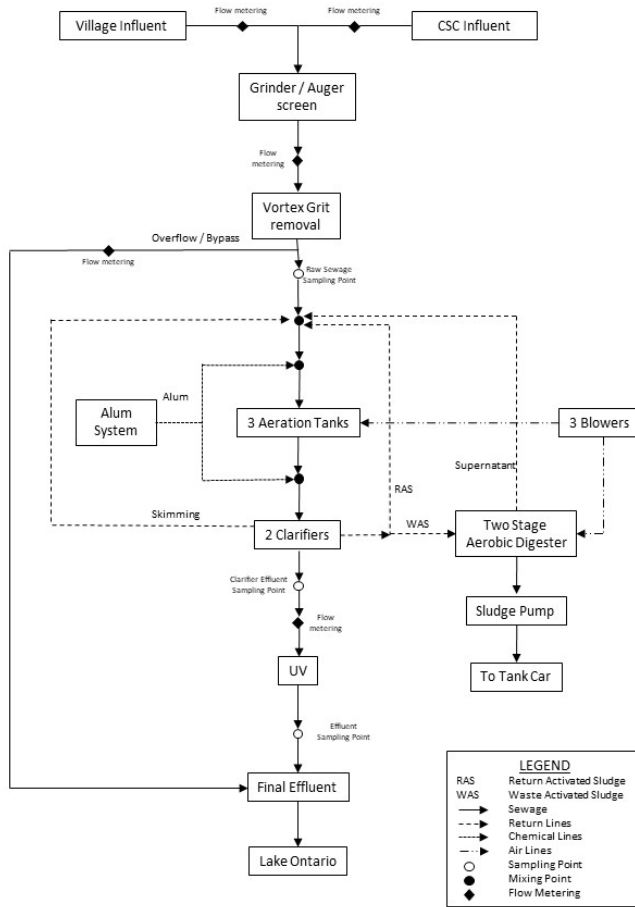 Village Influent
Flow metering
Flow metering
CSC Influent
Grinder / Auger
screen
Flow
metering
Vortex Grit
removal
Overflow / Bypass
Flow metering
Raw Sewage
Sampling Point
Alum
Alum
System
3 Aeration Tanks
3 Blowers
Supernatant
RAS
Skimming
WAS
2 Clarifiers
Two Stage
Aerobic Digester
Clarifier Effluent
Sampling Point
Flow
metering
Sludge Pump
UV
To Tank Car
Effluent
Sampling Point
Final Effluent
Lake Ontario
LEGEND
RAS Return Activated Sludge
WAS Waste Activated Sludge
Sewage
Return Lines
Chemical Lines
Air Lines
Sampling Point
Mixing Point
Flow Metering